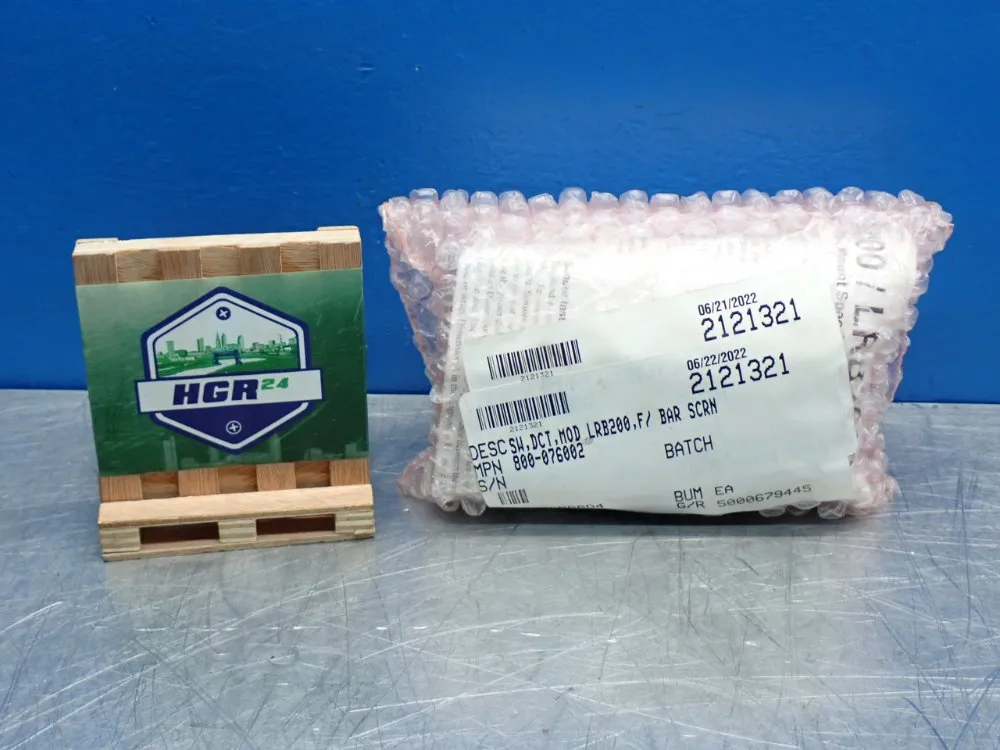 HGR24
06/21/2022
2121321
2121321
06/22/2022
2121321
2121321
DESC SW,DCT,MOD LRB200,F/ BAR SCRN
MPN 800-076002
BATCH
S/N
BUM EA
G/R 5000679445